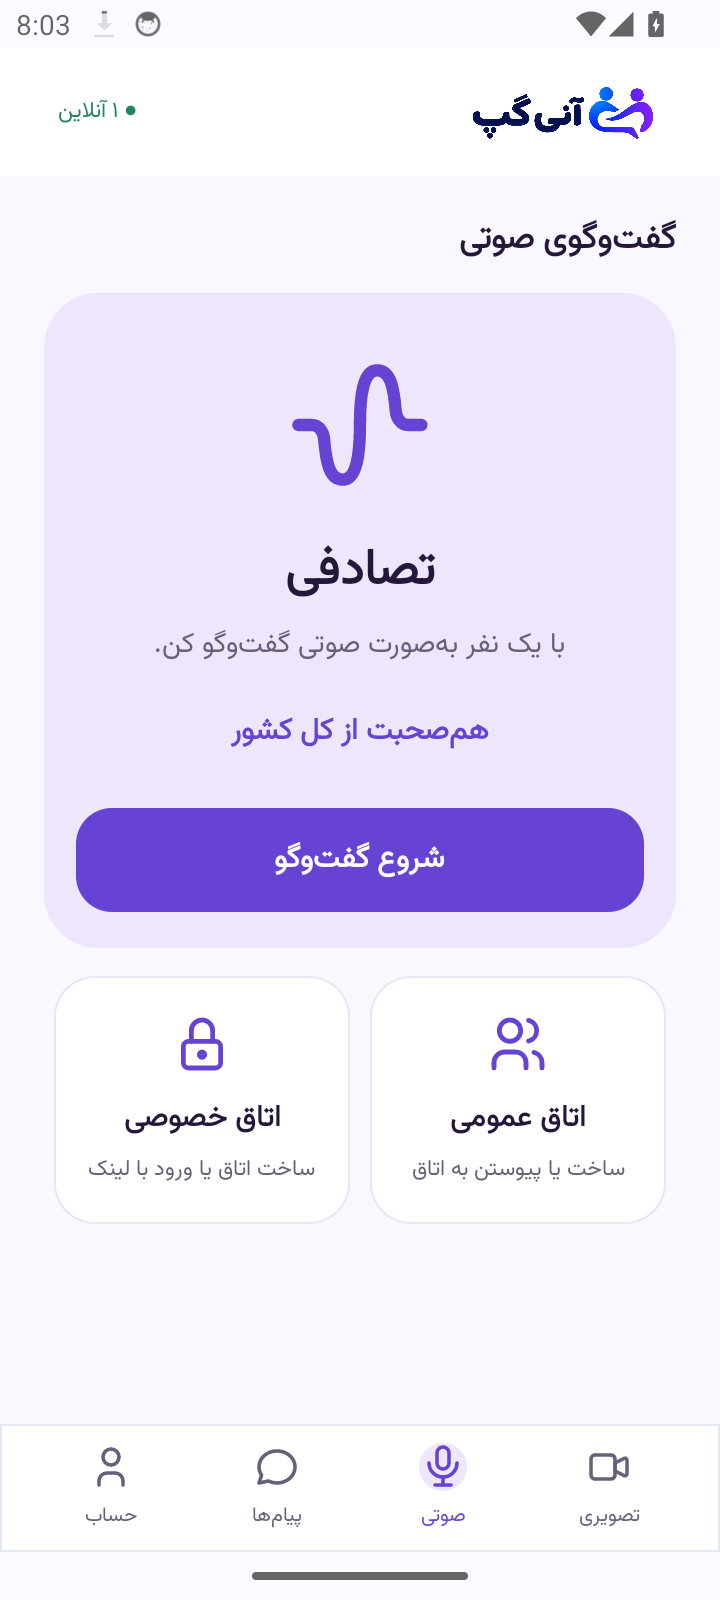 8:03
آنی گپ
۱ آنلاین
گفت‌وگوی صوتی
تصادفی
با یک نفر به‌صورت صوتی گفت‌وگو کن.
هم‌صحبت از کل کشور
شروع گفت‌وگو
اتاق عمومی
ساخت یا پیوستن به اتاق
اتاق خصوصی
ساخت اتاق یا ورود با لینک
تصویری
صوتی
پیام‌ها
حساب